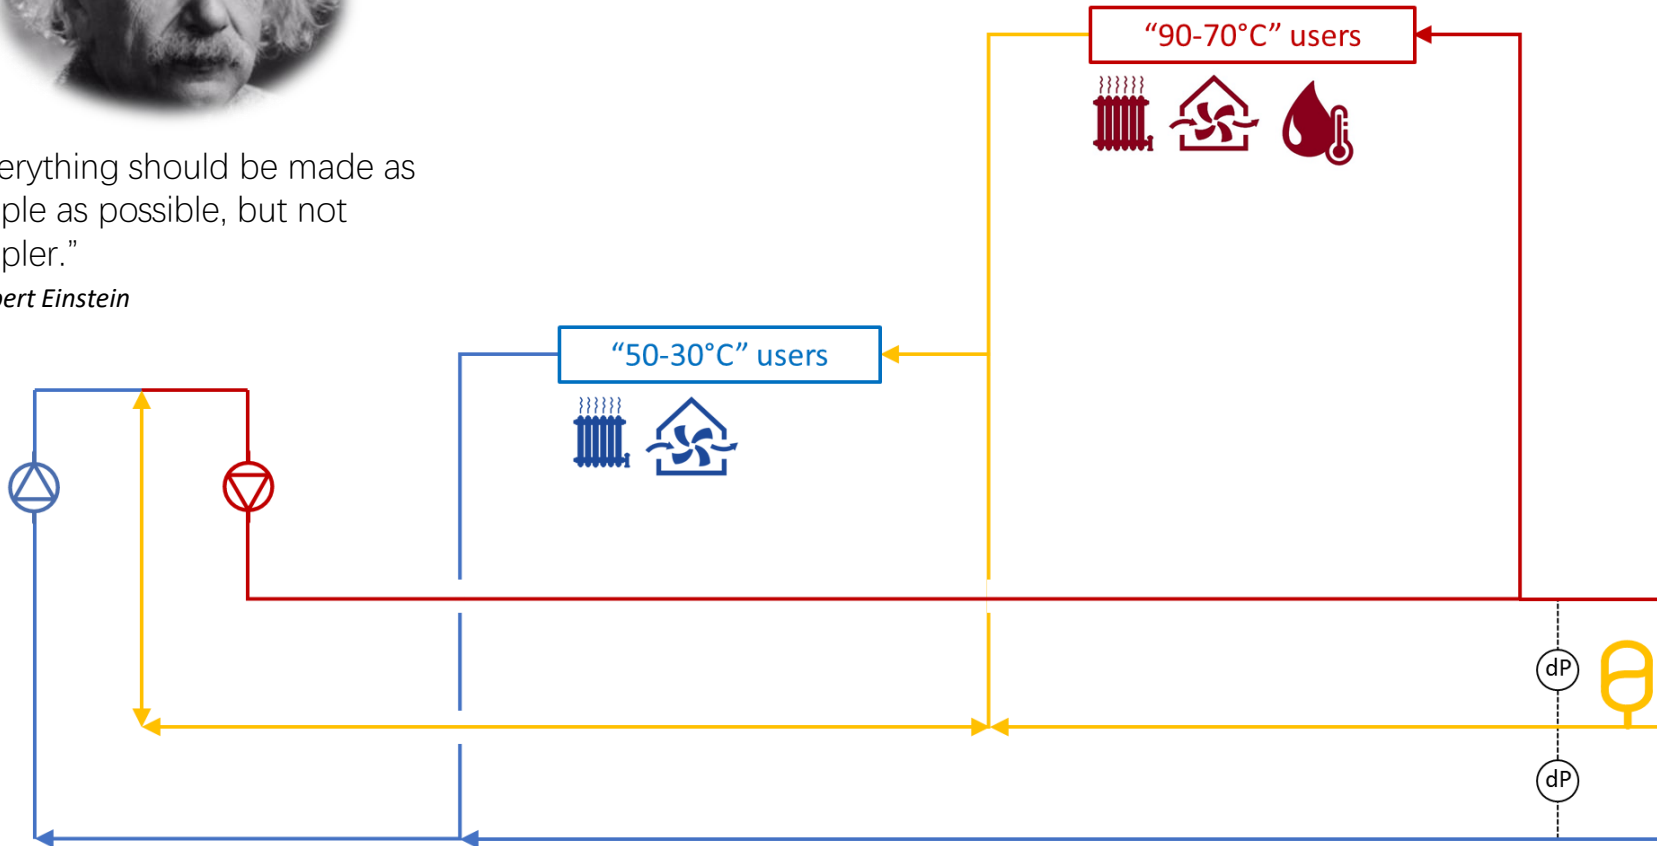 “90-70°C” users
erything should be made as
ple as possible, but not
pler.”
bert Einstein
“50-30°C” users
dP
dP